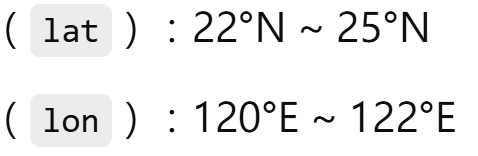 ( lat ) : 22°N ~ 25°N
( lon ) : 120°E ~ 122°E